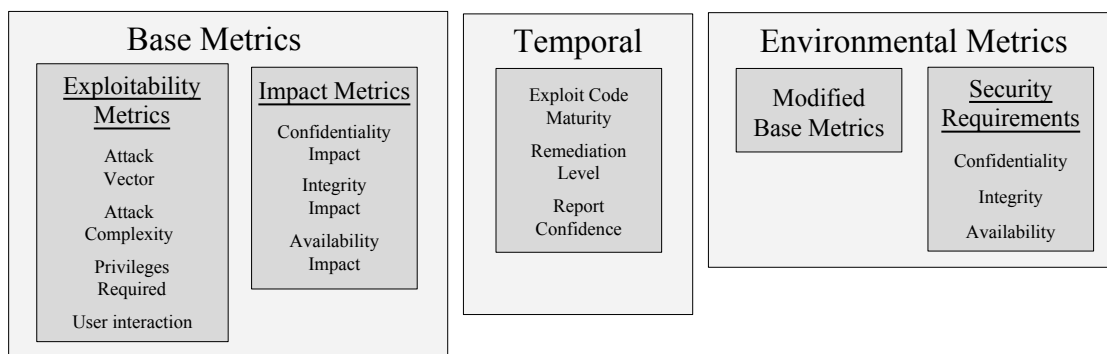 Base Metrics
Exploitability
Metrics
Attack
Vector
Attack
Complexity
Privileges
Required
User interaction
Impact Metrics
Confidentiality
Impact
Integrity
Impact
Availability
Impact
Temporal
Exploit Code
Maturity
Remediation
Level
Report
Confidence
Environmental Metrics
Modified
Base Metrics
Security
Requirements
Confidentiality
Integrity
Availability